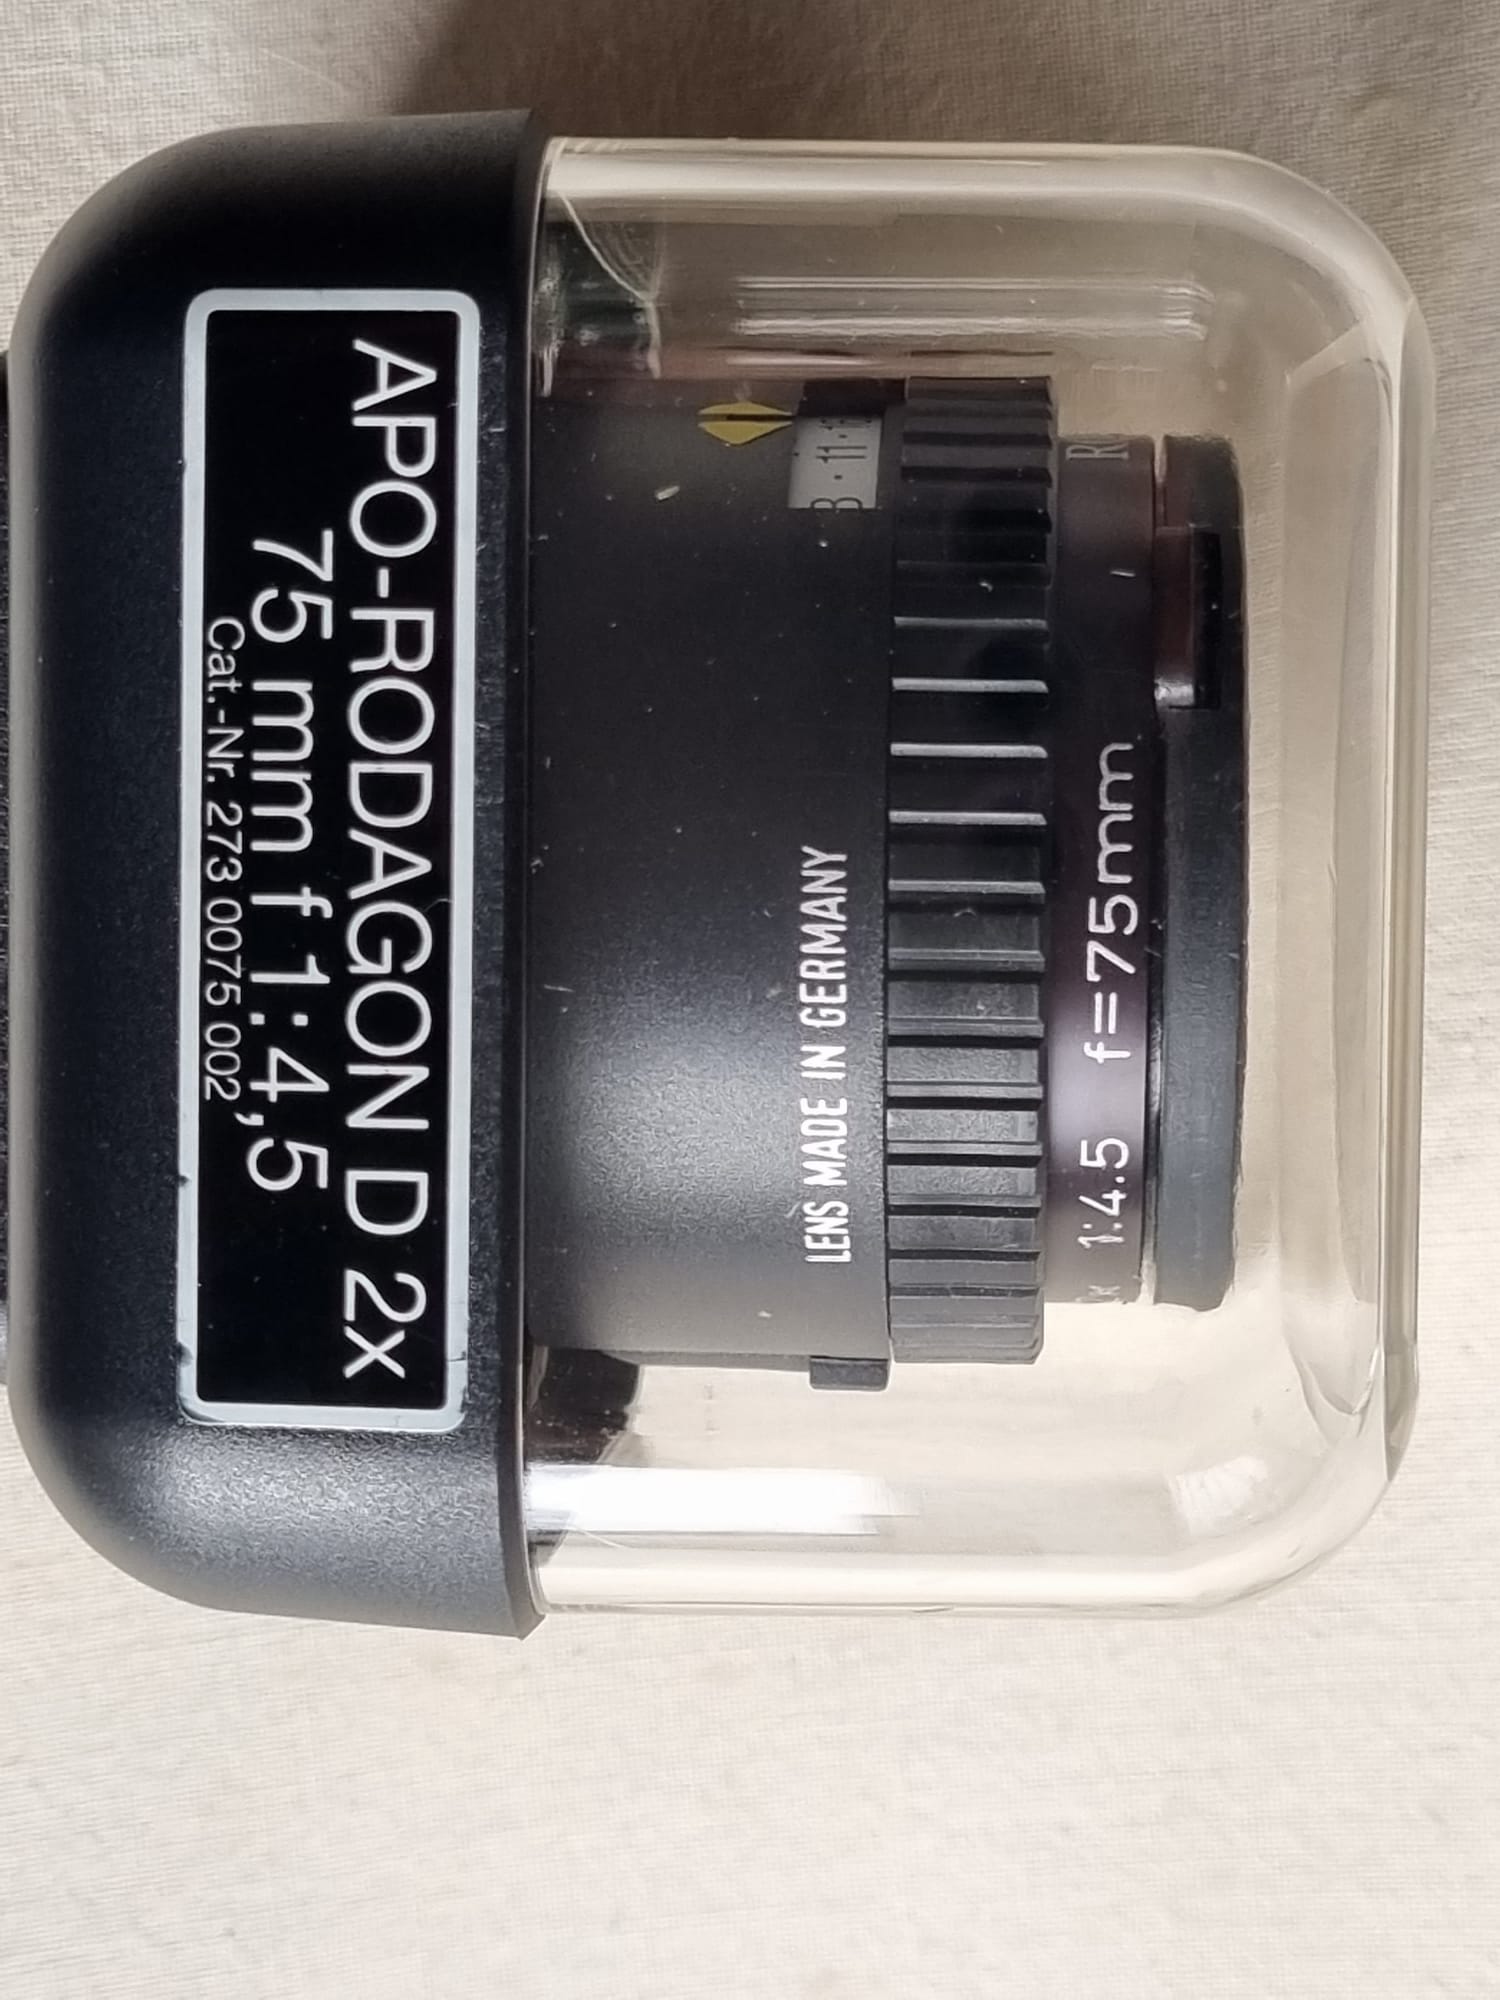 APO-RODAGON D 2x
75 mm f 1:4,5
Cat.-Nr. 273 0075 002
LENS MADE IN GERMANY
1:4.5 f=75mm
11